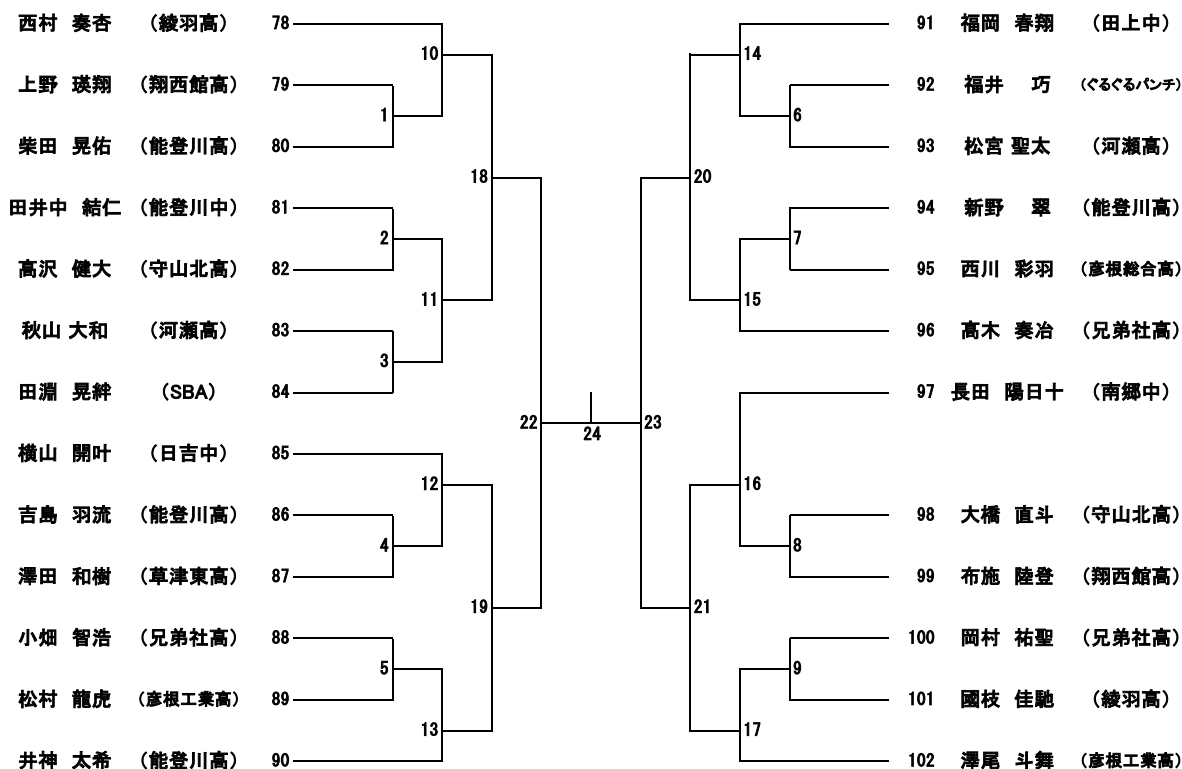 西村 奏杏 （綾羽高） 78
上野 瑛翔 （翔西館高） 79
柴田 晃佑 （能登川高） 80
田井中 結仁 （能登川中） 81
高沢 健大 （守山北高） 82
秋山 大和 （河瀬高） 83
田淵 晃絆 （SBA） 84
横山 開叶 （日吉中） 85
吉島 羽流 （能登川高） 86
澤田 和樹 （草津東高） 87
小畑 智浩 （兄弟社高） 88
松村 龍虎 （彦根工業高） 89
井神 太希 （能登川高） 90
10
1
18
2
11
3
22
12
4
19
5
13
24
14
6
20
7
15
23
16
8
21
9
17
91 福岡 春翔 （田上中）
92 福井 巧 （ぐるぐるパンチ）
93 松宮 聖太 （河瀬高）
94 新野 翠 （能登川高）
95 西川 彩羽 （彦根総合高）
96 高木 奏冶 （兄弟社高）
97 長田 陽日十 （南郷中）
98 大橋 直斗 （守山北高）
99 布施 陸登 （翔西館高）
100 岡村 祐聖 （兄弟社高）
101 國枝 佳馳 （綾羽高）
102 澤尾 斗舞 （彦根工業高）